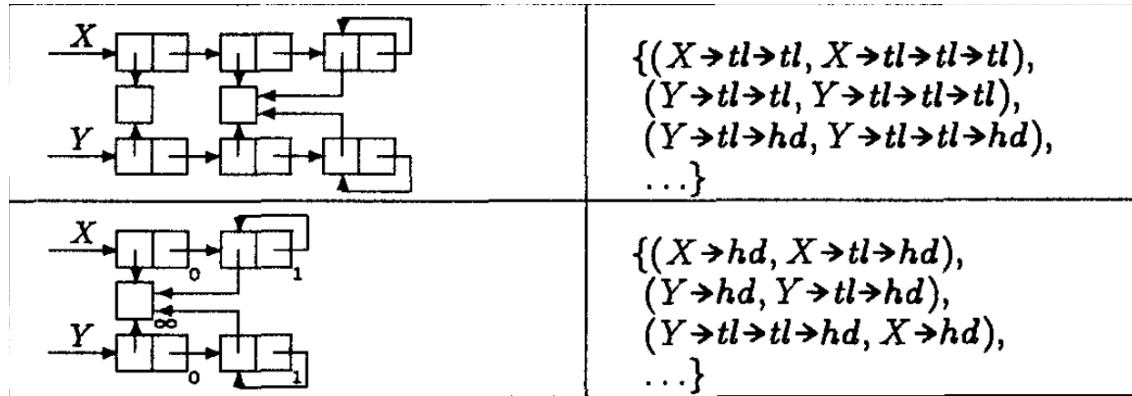 X
Y
{(X→tl→tl, X→tl→tl→tl),
(Y→tl→tl, Y→tl→tl→tl),
(Y→tl→hd, Y→tl→tl→hd),
...}
X
0 1
∞
Y
0 1
{(X→hd, X→tl→hd),
(Y→hd, Y→tl→hd),
(Y→tl→tl→hd, X→hd),
...}